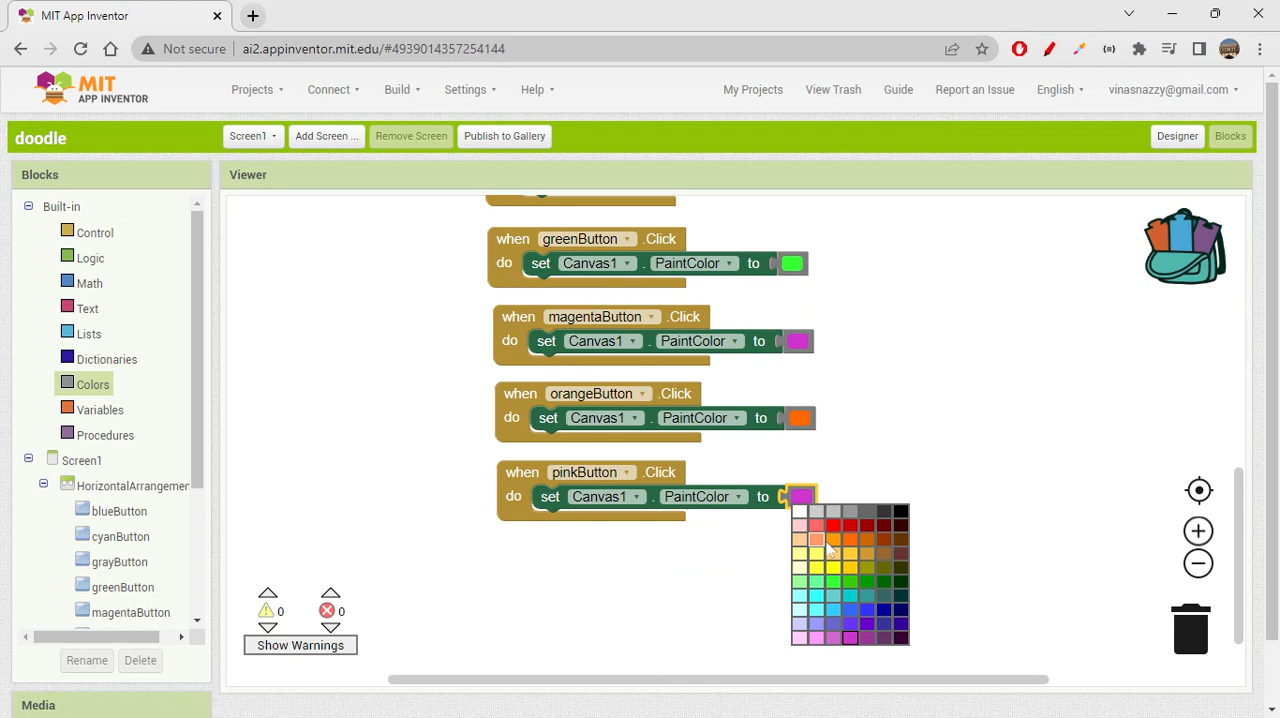 MIT App Inventor
Not secure ai2.appinventor.mit.edu/#4939014357254144
MIT
APP INVENTOR
Projects Connect Build Settings Help My Projects View Trash Guide Report an Issue English vinasnazzy@gmail.com
doodle Screen1 Add Screen ... Remove Screen Publish to Gallery Designer Blocks
Blocks Viewer
Built-in
Control
Logic
Math
Text
Lists
Dictionaries
Colors
Variables
Procedures
Screen1
HorizontalArrangemen
blueButton
cyanButton
grayButton
greenButton
magentaButton
Rename Delete
Media
when greenButton .Click
do set Canvas1 . PaintColor to
when magentaButton .Click
do set Canvas1 . PaintColor to
when orangeButton .Click
do set Canvas1 . PaintColor to
when pinkButton .Click
do set Canvas1 . PaintColor to
0 0
Show Warnings